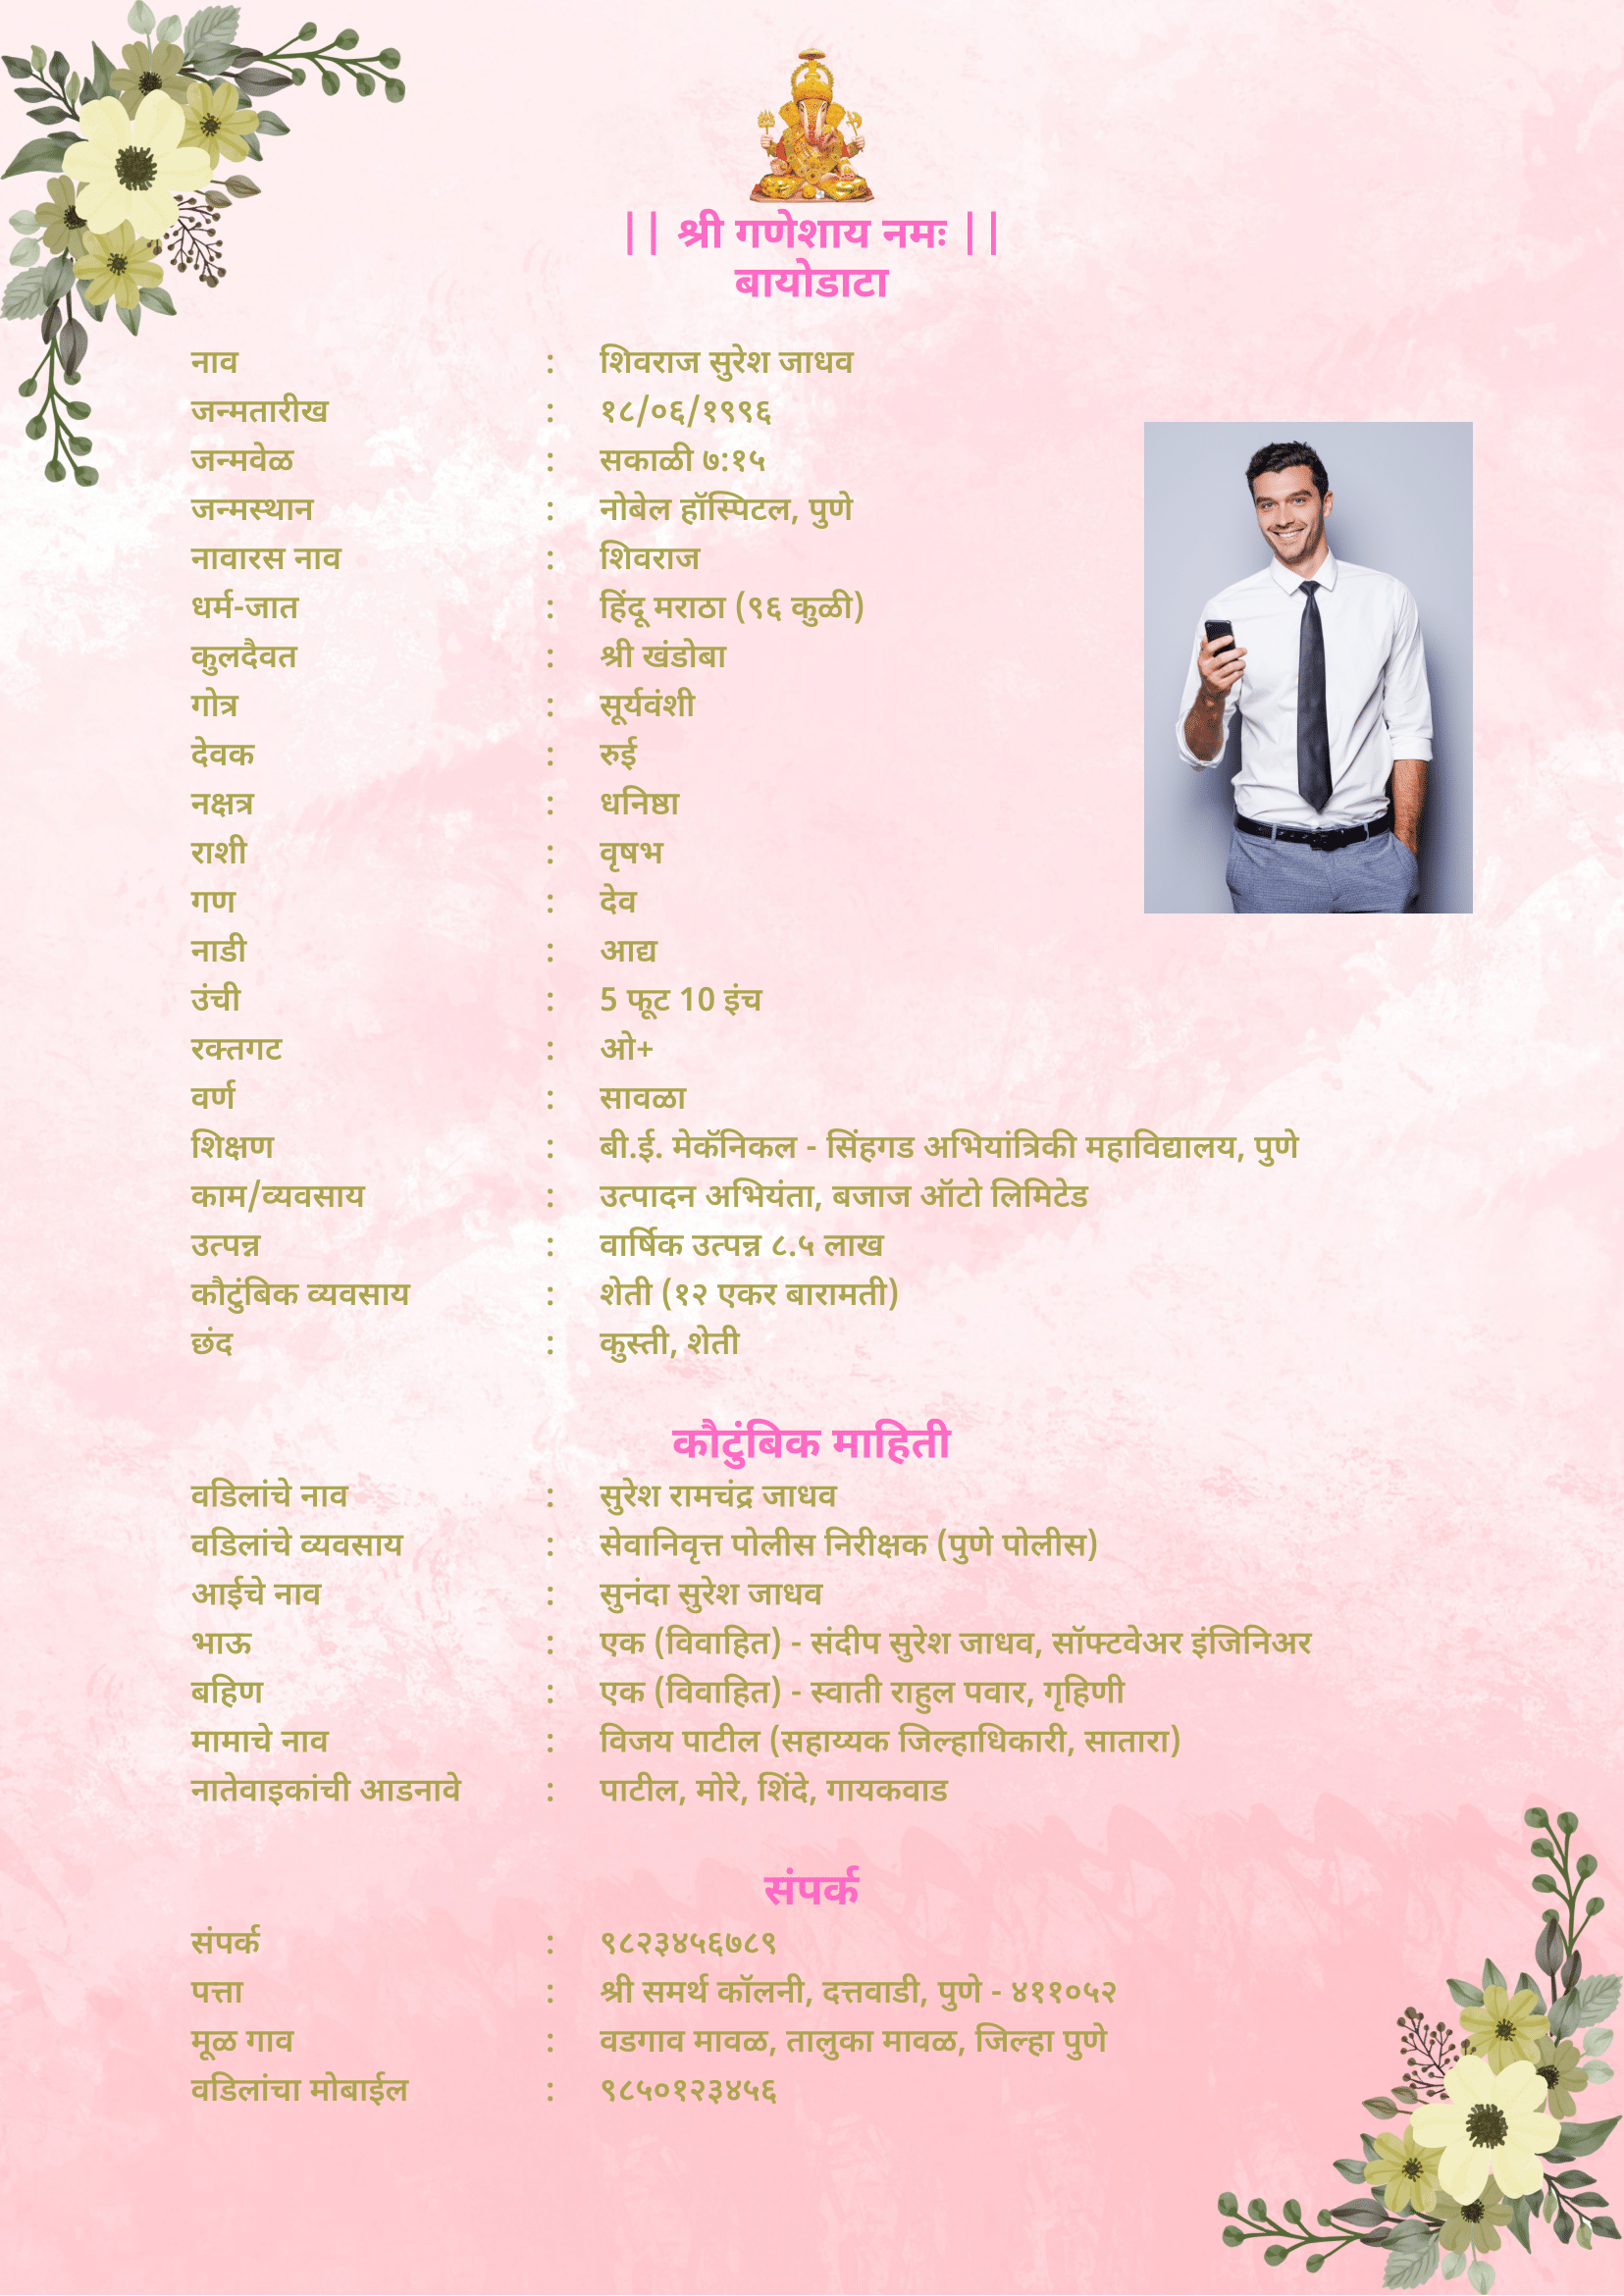 || श्री गणेशाय नमः ||
बायोडाटा
नाव : शिवराज सुरेश जाधव
जन्मतारीख : १८/०६/१९९६
जन्मवेळ : सकाळी ७:१५
जन्मस्थान : नोबेल हॉस्पिटल, पुणे
नावारस नाव : शिवराज
धर्म-जात : हिंदू मराठा (९६ कुळी)
कुलदैवत : श्री खंडोबा
गोत्र : सूर्यवंशी
देवक : रुई
नक्षत्र : धनिष्ठा
राशी : वृषभ
गण : देव
नाडी : आद्य
उंची : 5 फूट 10 इंच
रक्तगट : ओ+
वर्ण : सावळा
शिक्षण : बी.ई. मेकॅनिकल - सिंहगड अभियांत्रिकी महाविद्यालय, पुणे
काम/व्यवसाय : उत्पादन अभियंता, बजाज ऑटो लिमिटेड
उत्पन्न : वार्षिक उत्पन्न ८.५ लाख
कौटुंबिक व्यवसाय : शेती (१२ एकर बारामती)
छंद : कुस्ती, शेती
कौटुंबिक माहिती
वडिलांचे नाव : सुरेश रामचंद्र जाधव
वडिलांचे व्यवसाय : सेवानिवृत्त पोलीस निरीक्षक (पुणे पोलीस)
आईचे नाव : सुनंदा सुरेश जाधव
भाऊ : एक (विवाहित) - संदीप सुरेश जाधव, सॉफ्टवेअर इंजिनिअर
बहिण : एक (विवाहित) - स्वाती राहुल पवार, गृहिणी
मामाचे नाव : विजय पाटील (सहाय्यक जिल्हाधिकारी, सातारा)
नातेवाइकांची आडनावे : पाटील, मोरे, शिंदे, गायकवाड
संपर्क
संपर्क : ९८२३४५६७८९
पत्ता : श्री समर्थ कॉलनी, दत्तवाडी, पुणे - ४११०५२
मूळ गाव : वडगाव मावळ, तालुका मावळ, जिल्हा पुणे
वडिलांचा मोबाईल : ९८५०१२३४५६